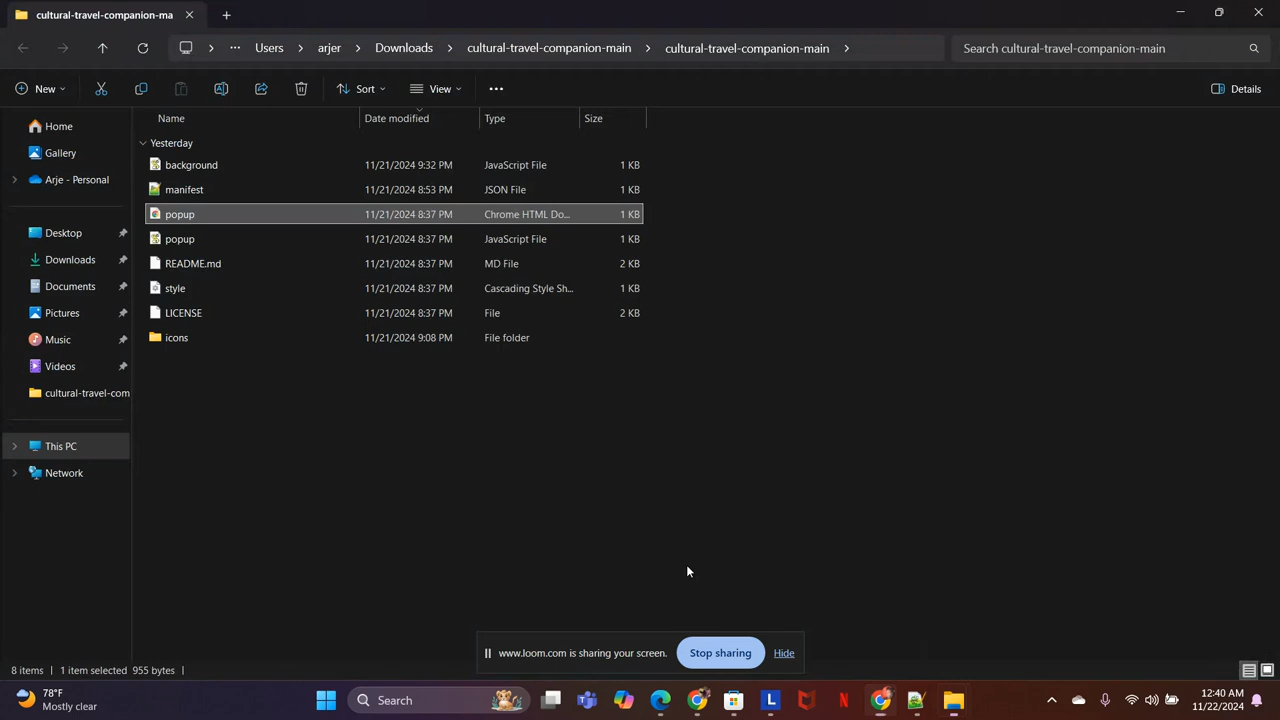 cultural-travel-companion-ma
... Users > arjer > Downloads > cultural-travel-companion-main > cultural-travel-companion-main >
Search cultural-travel-companion-main
New Sort View ... Details
Name Date modified Type Size
Home
Gallery
Arje - Personal
Desktop
Downloads
Documents
Pictures
Music
Videos
cultural-travel-com
This PC
Network
Yesterday
background 11/21/2024 9:32 PM JavaScript File 1 KB
manifest 11/21/2024 8:53 PM JSON File 1 KB
popup 11/21/2024 8:37 PM Chrome HTML Do... 1 KB
popup 11/21/2024 8:37 PM JavaScript File 1 KB
README.md 11/21/2024 8:37 PM MD File 2 KB
style 11/21/2024 8:37 PM Cascading Style Sh... 1 KB
LICENSE 11/21/2024 8:37 PM File 2 KB
icons 11/21/2024 9:08 PM File folder
www.loom.com is sharing your screen. Stop sharing Hide
8 items 1 item selected 955 bytes
78°F
Mostly clear
Search
L
N
12:40 AM
11/22/2024